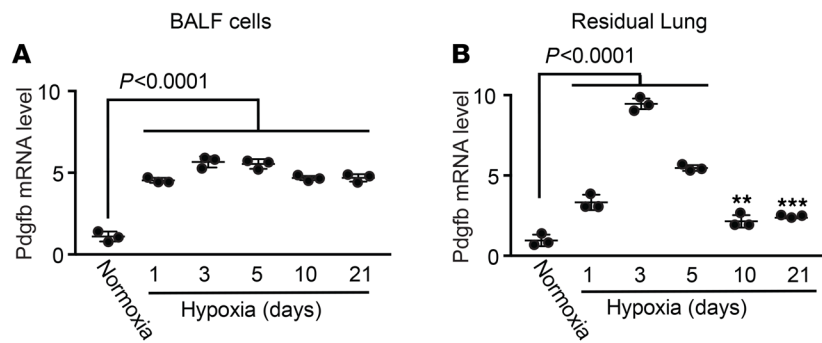 BALF cells
A
P<0.0001
Pdgfb mRNA level
10
5
0
Normoxia
1 3 5 10 21
Hypoxia (days)
Residual Lung
B
P<0.0001
Pdgfb mRNA level
10
5
0
** ***
Normoxia
1 3 5 10 21
Hypoxia (days)